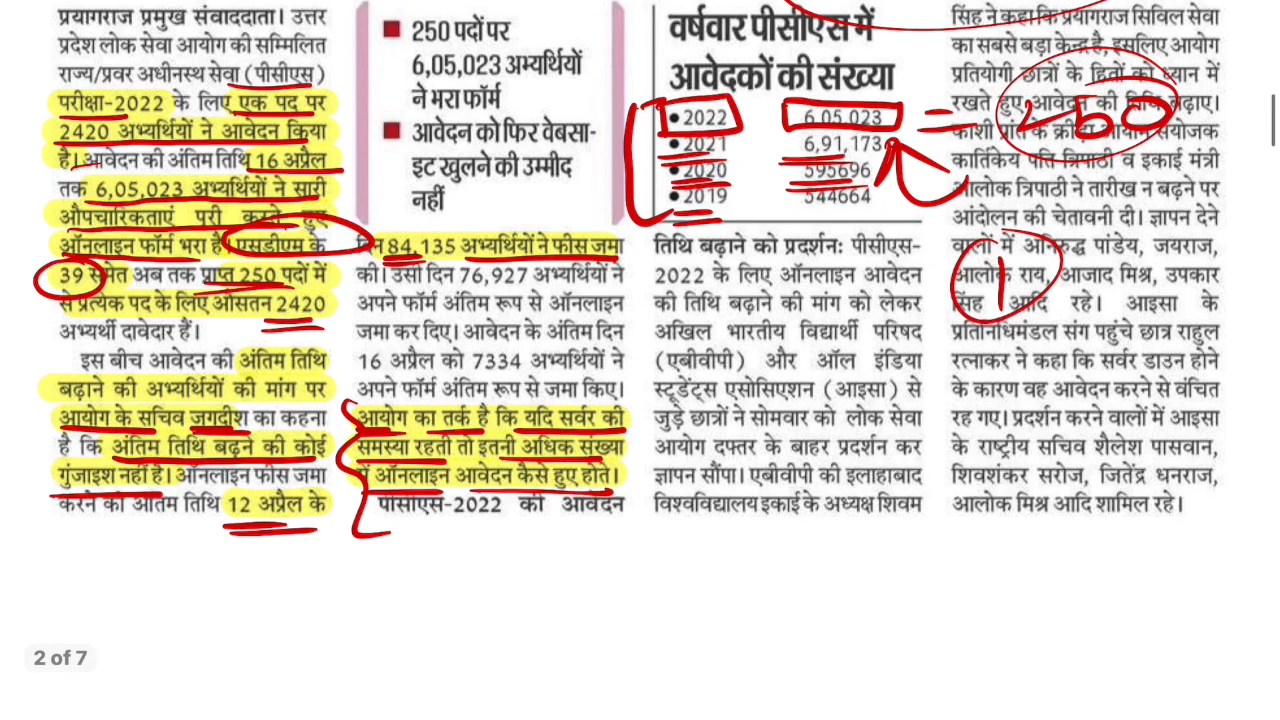 प्रयागराज प्रमुख संवाददाता। उत्तर
प्रदेश लोक सेवा आयोग की सम्मिलित
राज्य/प्रवर अधीनस्थ सेवा (पीसीएस)
परीक्षा-2022 के लिए एक पद पर
2420 अभ्यर्थियों ने आवेदन किया
है। आवेदन की अंतिम तिथि 16 अप्रैल
तक 6,05,023 अभ्यर्थियों ने सारी
औपचारिकताएं पूरी करते हुए
ऑनलाइन फॉर्म भरा है। एसडीएम के
39 समेत अब तक प्राप्त 250 पदों में
से प्रत्येक पद के लिए औसतन 2420
अभ्यर्थी दावेदार हैं।
इस बीच आवेदन की अंतिम तिथि
बढ़ाने की अभ्यर्थियों की मांग पर
आयोग के सचिव जगदीश का कहना
है कि अंतिम तिथि बढ़ने की कोई
गुंजाइश नहीं है। ऑनलाइन फीस जमा
करने की अंतिम तिथि 12 अप्रैल के
250 पदों पर
6,05,023 अभ्यर्थियों
ने भरा फॉर्म
आवेदन को फिर वेबसा-
इट खुलने की उम्मीद
नहीं
दिन 84,135 अभ्यर्थियों ने फीस जमा
की। उसी दिन 76,927 अभ्यर्थियों ने
अपने फॉर्म अंतिम रूप से ऑनलाइन
जमा कर दिए। आवेदन के अंतिम दिन
16 अप्रैल को 7334 अभ्यर्थियों ने
अपने फॉर्म अंतिम रूप से जमा किए।
आयोग का तर्क है कि यदि सर्वर की
समस्या रहती तो इतनी अधिक संख्या
में ऑनलाइन आवेदन कैसे हुए होते।
पीसीएस-2022 की आवेदन
वर्षवार पीसीएस में
आवेदकों की संख्या
•2022 6,05,023
•2021 6,91,173
•2020 595696
•2019 544664
तिथि बढ़ाने को प्रदर्शन: पीसीएस-
2022 के लिए ऑनलाइन आवेदन
की तिथि बढ़ाने की मांग को लेकर
अखिल भारतीय विद्यार्थी परिषद
(एबीवीपी) और ऑल इंडिया
स्टूडेंट्स एसोसिएशन (आइसा) से
जुड़े छात्रों ने सोमवार को लोक सेवा
आयोग दफ्तर के बाहर प्रदर्शन कर
ज्ञापन सौंपा। एबीवीपी की इलाहाबाद
विश्वविद्यालय इकाई के अध्यक्ष शिवम
सिंह ने कहा कि प्रयागराज सिविल सेवा
का सबसे बड़ा केन्द्र है, इसलिए आयोग
प्रतियोगी छात्रों के हितों को ध्यान में
रखते हुए आवेदन की तिथि बढ़ाए।
काशी प्रांत के क्रीड़ा आयाम संयोजक
कार्तिकेय पति त्रिपाठी व इकाई मंत्री
आलोक त्रिपाठी ने तारीख न बढ़ने पर
आंदोलन की चेतावनी दी। ज्ञापन देने
वालों में अनिरुद्ध पांडेय, जयराज,
आलोक राय, आजाद मिश्र, उपकार
सिंह आदि रहे। आइसा के
प्रतिनिधिमंडल संग पहुंचे छात्र राहुल
रत्नाकर ने कहा कि सर्वर डाउन होने
के कारण वह आवेदन करने से वंचित
रह गए। प्रदर्शन करने वालों में आइसा
के राष्ट्रीय सचिव शैलेश पासवान,
शिवशंकर सरोज, जितेंद्र धनराज,
आलोक मिश्र आदि शामिल रहे।
= 250
1
2 of 7